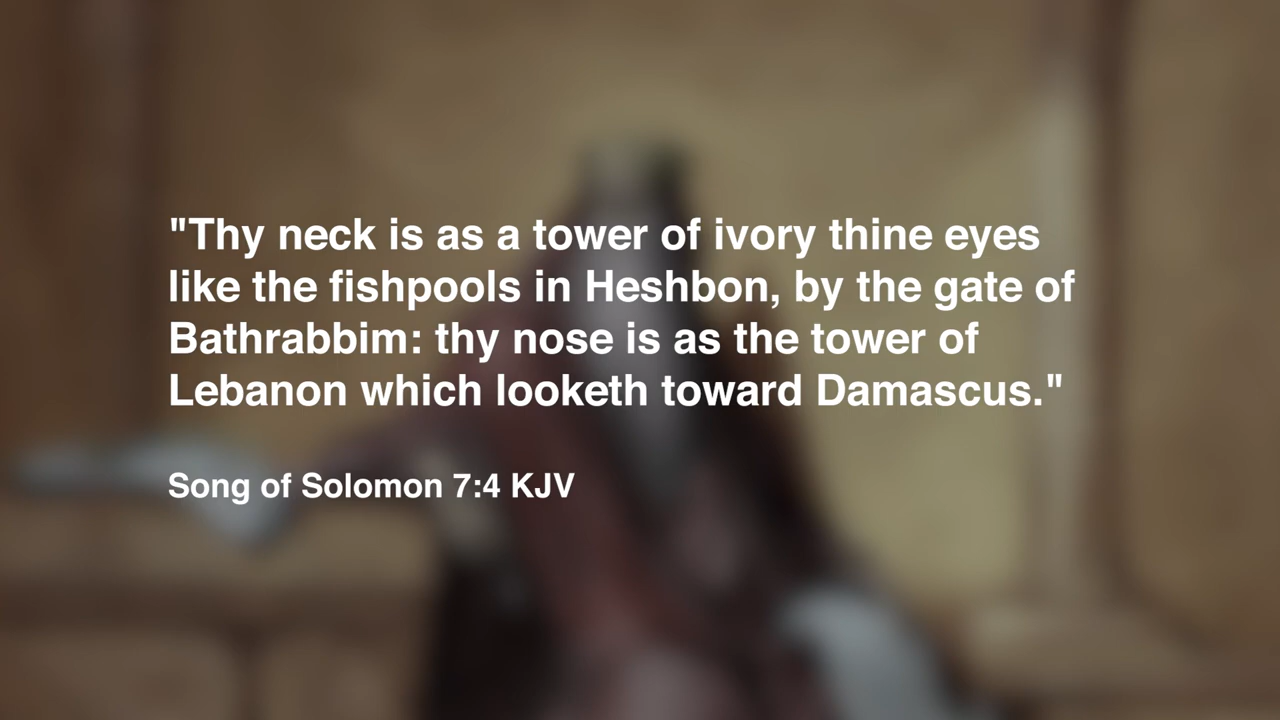 "Thy neck is as a tower of ivory thine eyes
like the fishpools in Heshbon, by the gate of
Bathrabbim: thy nose is as the tower of
Lebanon which looketh toward Damascus."
Song of Solomon 7:4 KJV